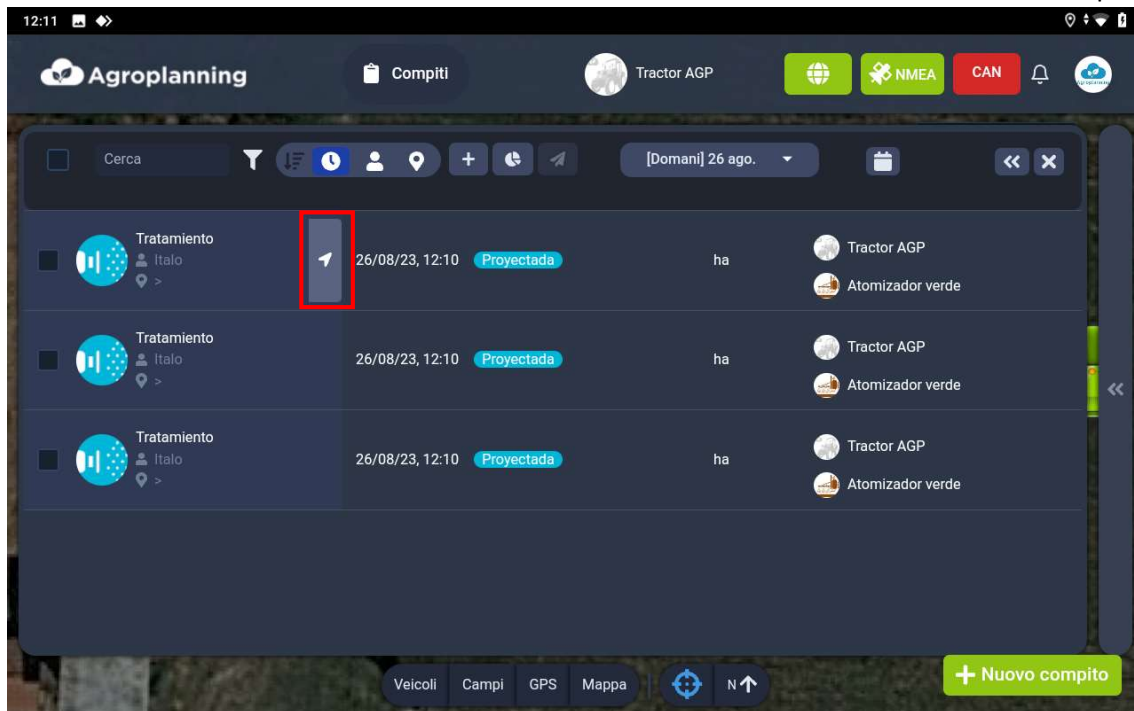 12:11
Agroplanning
Compiti
Tractor AGP
NMEA
CAN
Cerca
[Domani] 26 ago.
Tratamiento
Italo
>
26/08/23, 12:10
Proyectada
ha
Tractor AGP
Atomizador verde
Tratamiento
Italo
>
26/08/23, 12:10
Proyectada
ha
Tractor AGP
Atomizador verde
Tratamiento
Italo
>
26/08/23, 12:10
Proyectada
ha
Tractor AGP
Atomizador verde
Veicoli
Campi
GPS
Mappa
N
+ Nuovo compito